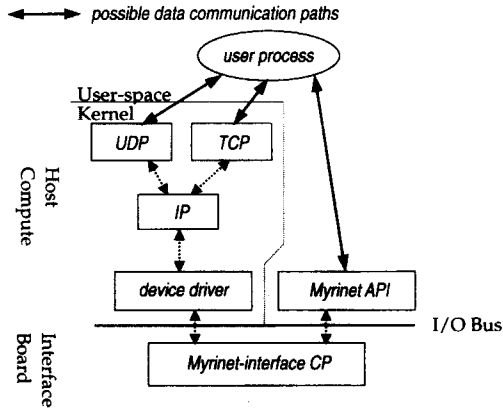 possible data communication paths
user process
User-space
Kernel
UDP
TCP
IP
Host
Compute
device driver
Myrinet API
I/O Bus
Interface
Board
Myrinet-interface CP